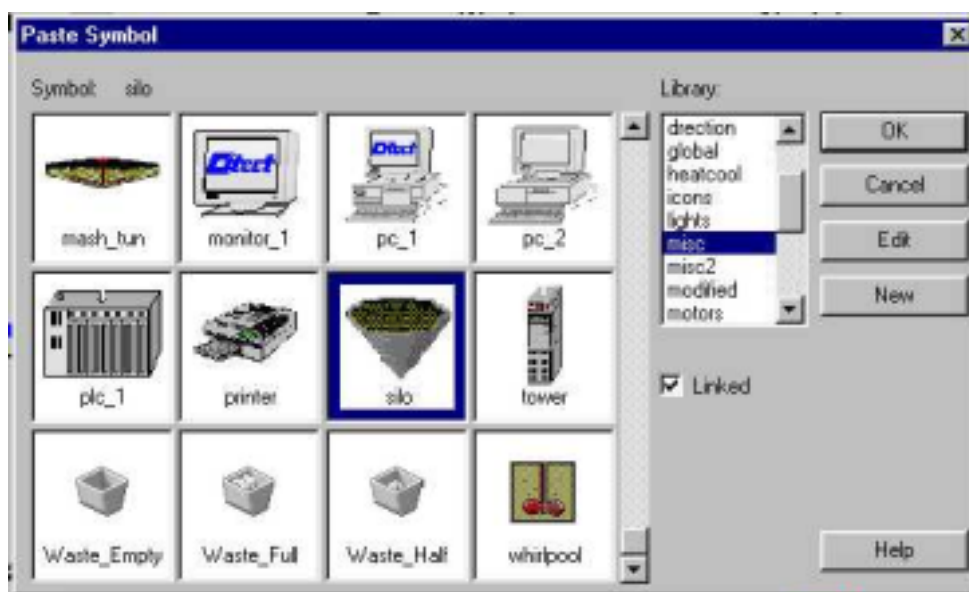 Paste Symbol
Symbol: silo
Library:
mash_tun
monitor_1
pc_1
pc_2
plc_1
printer
silo
tower
Waste_Empty
Waste_Full
Waste_Half
whirlpool
drection
global
heatcool
icons
lights
misc
misc2
modified
motors
OK
Cancel
Edit
New
Linked
Help